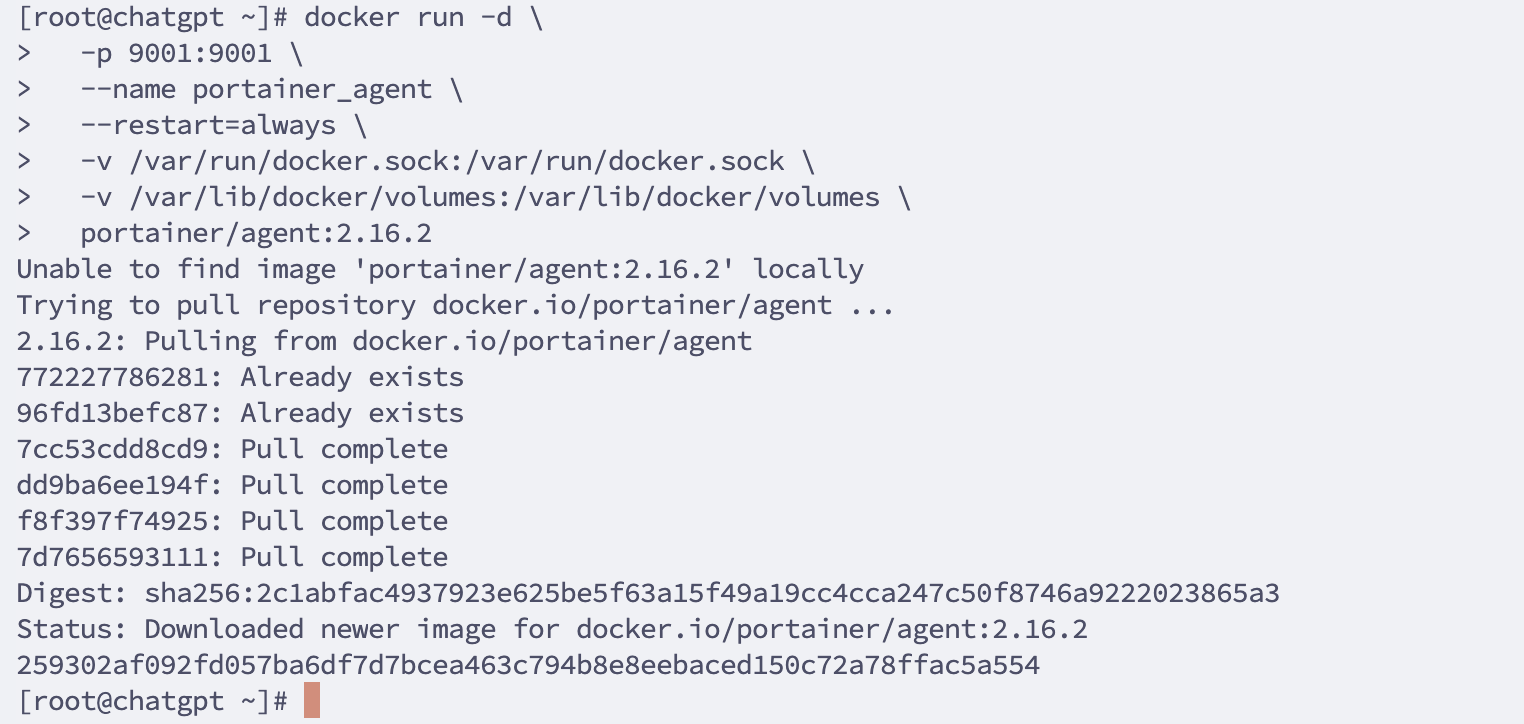 [root@chatgpt ~]# docker run -d \
>   -p 9001:9001 \
>   --name portainer_agent \
>   --restart=always \
>   -v /var/run/docker.sock:/var/run/docker.sock \
>   -v /var/lib/docker/volumes:/var/lib/docker/volumes \
>   portainer/agent:2.16.2
Unable to find image 'portainer/agent:2.16.2' locally
Trying to pull repository docker.io/portainer/agent ...
2.16.2: Pulling from docker.io/portainer/agent
772227786281: Already exists
96fd13befc87: Already exists
7cc53cdd8cd9: Pull complete
dd9ba6ee194f: Pull complete
f8f397f74925: Pull complete
7d7656593111: Pull complete
Digest: sha256:2c1abfac4937923e625be5f63a15f49a19cc4cca247c50f8746a9222023865a3
Status: Downloaded newer image for docker.io/portainer/agent:2.16.2
259302af092fd057ba6df7d7bcea463c794b8e8eebaced150c72a78ffac5a554
[root@chatgpt ~]#